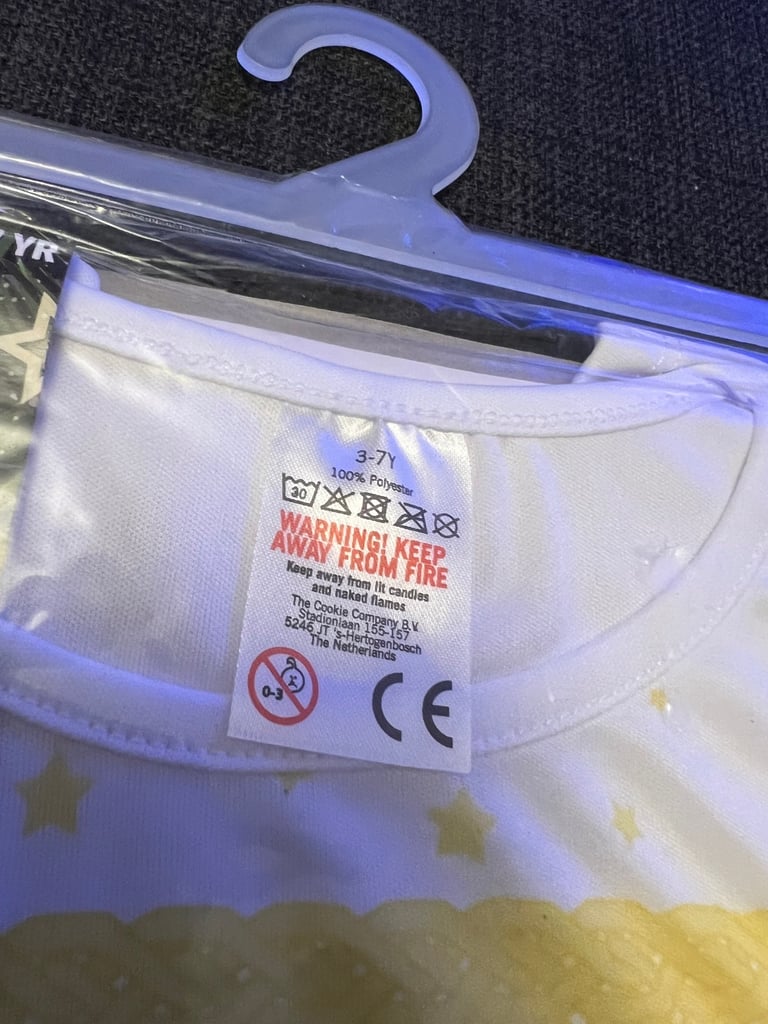 YR
3-7Y
100% Polyester
30
WARNING! KEEP
AWAY FROM FIRE
Keep away from lit candles
and naked flames
The Cookie Company B.V.
Stadionlaan 155-157
5246 JT 's-Hertogenbosch
The Netherlands
0-3
CE